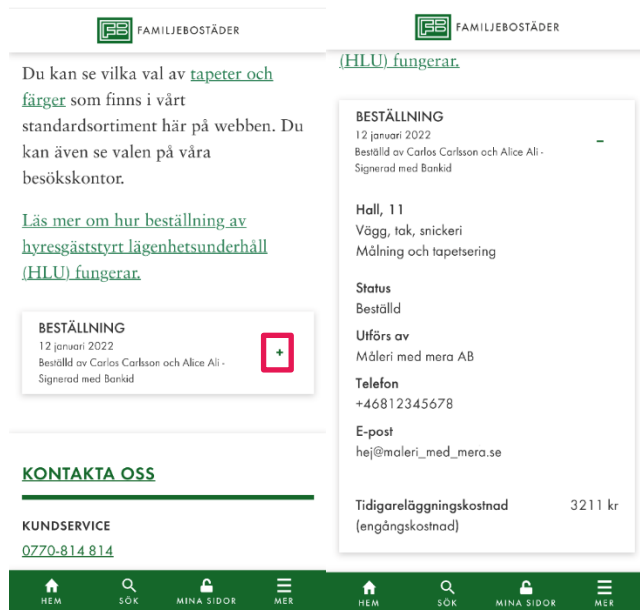 FAMILJEBOSTÄDER
Du kan se vilka val av tapeter och
färger som finns i vårt
standardsortiment här på webben. Du
kan även se valen på våra
besökskontor.
Läs mer om hur beställning av
hyresgäststyrt lägenhetsunderhåll
(HLU) fungerar.
BESTÄLLNING
12 januari 2022
Beställd av Carlos Carlsson och Alice Ali -
Signerad med Bankid
+
KONTAKTA OSS
KUNDSERVICE
0770-814 814
HEM
SÖK
MINA SIDOR
MER
FAMILJEBOSTÄDER
(HLU) fungerar.
BESTÄLLNING
12 januari 2022
Beställd av Carlos Carlsson och Alice Ali -
Signerad med Bankid
–
Hall, 11
Vägg, tak, snickeri
Målning och tapetsering
Status
Beställd
Utförs av
Måleri med mera AB
Telefon
+46812345678
E-post
hej@maleri_med_mera.se
Tidigareläggningskostnad 3211 kr
(engångskostnad)
HEM
SÖK
MINA SIDOR
MER